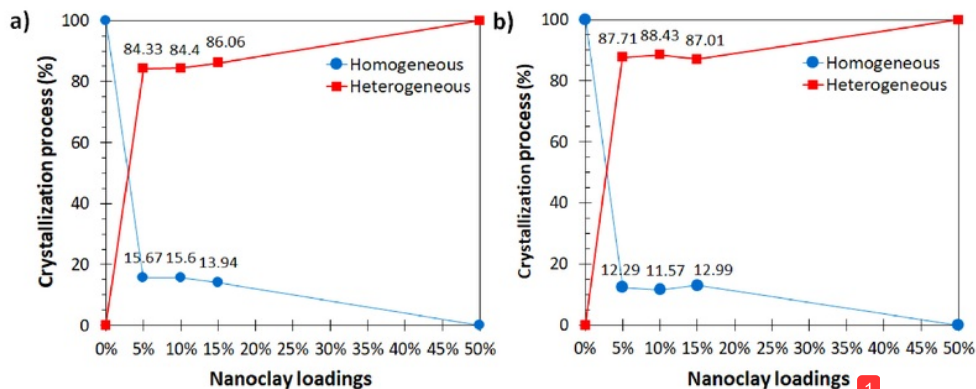 a)
100
80
60
40
20
0
Crystallization process (%)
84.33 84.4 86.06
Homogeneous
Heterogeneous
15.67 15.6 13.94
0% 5% 10% 15% 20% 25% 30% 35% 40% 45% 50%
Nanoclay loadings
b)
100
80
60
40
20
0
Crystallization process (%)
87.71 88.43 87.01
Homogeneous
Heterogeneous
12.29 11.57 12.99
0% 5% 10% 15% 20% 25% 30% 35% 40% 45% 50%
Nanoclay loadings
1